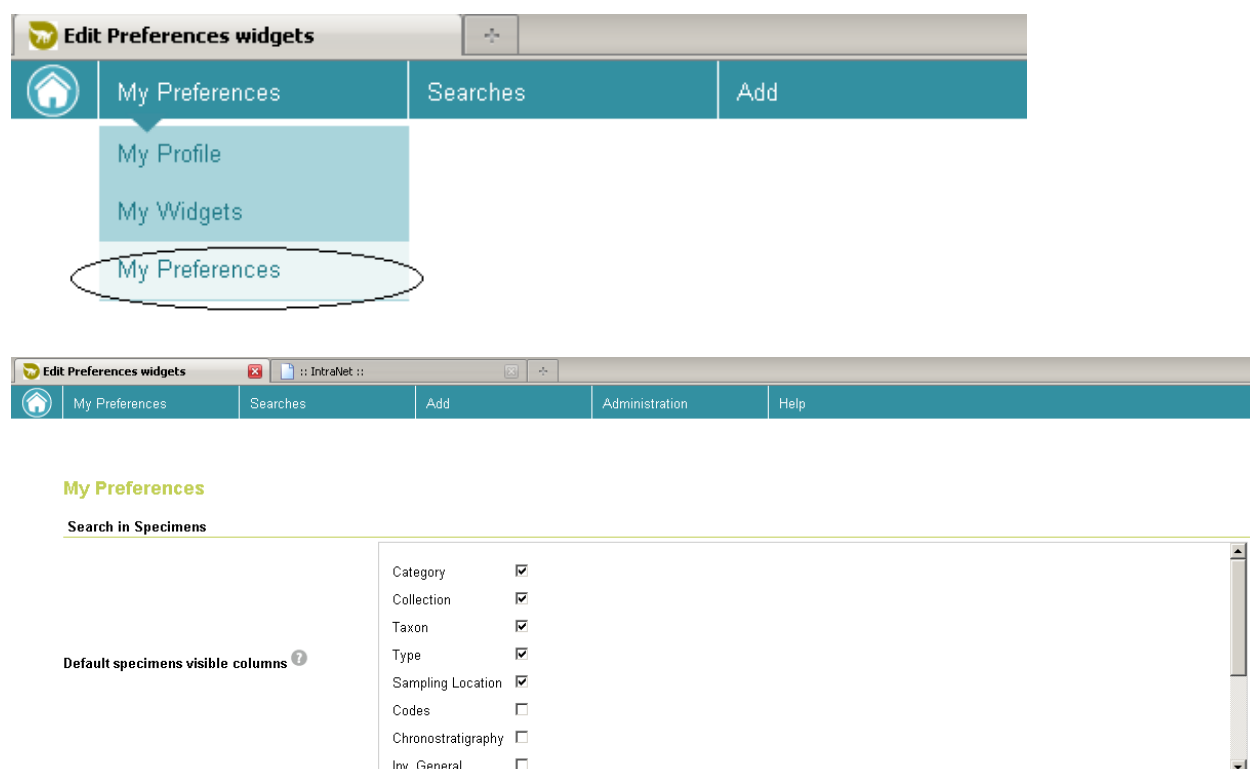 Edit Preferences widgets
My Preferences Searches Add
My Profile
My Widgets
My Preferences
Edit Preferences widgets :: IntraNet ::
My Preferences Searches Add Administration Help
My Preferences
Search in Specimens
Default specimens visible columns ?
Category
Collection
Taxon
Type
Sampling Location
Codes
Chronostratigraphy
Inv. General